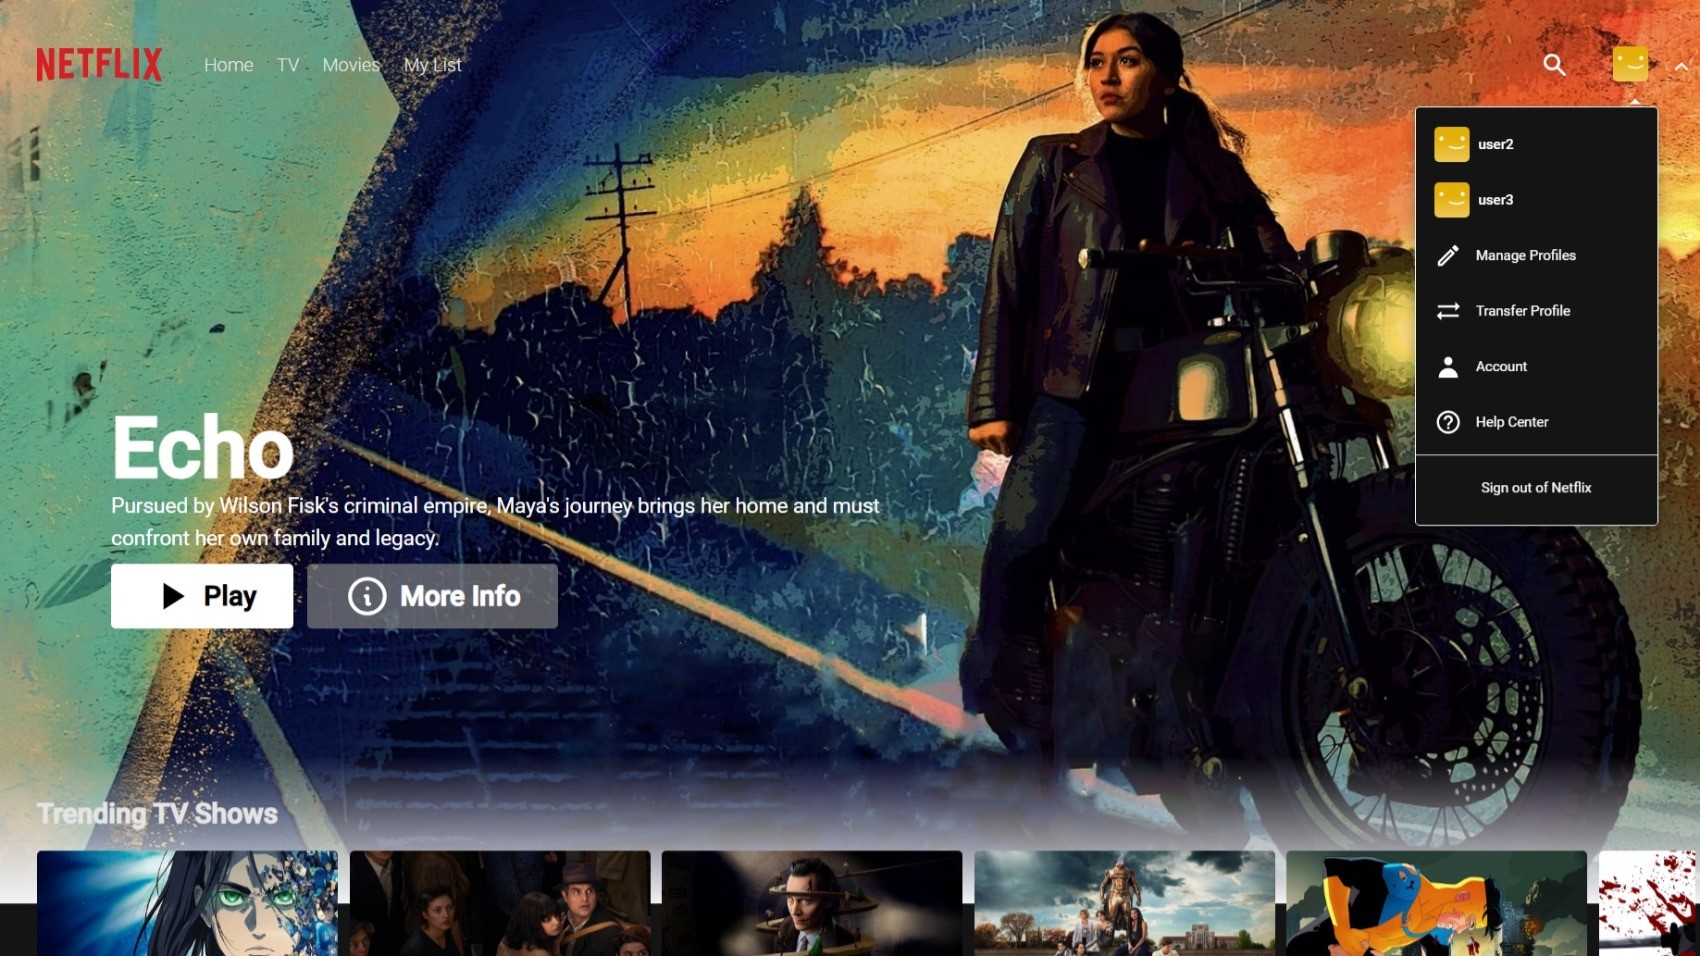 NETFLIX
Home TV Movies My List
user2
user3
Manage Profiles
Transfer Profile
Account
Help Center
Sign out of Netflix
Echo
Pursued by Wilson Fisk's criminal empire, Maya's journey brings her home and must
confront her own family and legacy.
Play
More Info
Trending TV Shows